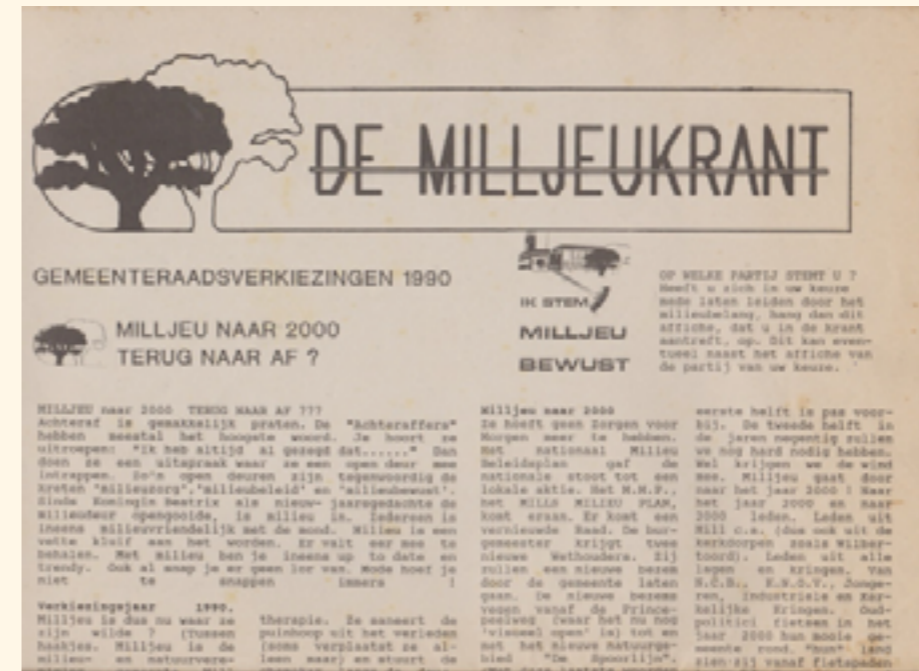 DE MILLJEUKRANT
GEMEENTERAADSVERKIEZINGEN 1990
MILLJEU NAAR 2000
TERUG NAAR AF ?
IK STEM
MILLJEU
BEWUST
OP WELKE PARTIJ STEMT U ?
Heeft u zich in uw keuze
mede laten leiden door het
milieubelang, hang dan dit
affiche, dat u in de krant
aantreft, op. Dit kan even-
tueel naast het affiche van
de partij van uw keuze.
MILLJEU naar 2000 TERUG NAAR AF ???
Achteraf is gemakkelijk praten. De "Achteraffers"
hebben meestal het hoogste woord. Je hoort ze
uitroepen: "Ik heb altijd al gezegd dat......" Dan
doen ze een uitspraak waar ze een open deur mee
intrappen. Zo'n open deuren zijn tegenwoordig de
kreten "milieuzorg","milieubeleid" en "milieubewust".
Sinds Koningin Beatrix als nieuw- jaarsgedachte de
milieudeur opengooide, is milieu in. Iedereen is
ineens milieuvriendelijk met de mond. Milieu is een
vette kluif aan het worden. Er valt eer mee te
behalen. Met milieu ben je ineens up to date en
trendy. Ook al snap je er geen lor van. Mode hoef je
niet te snappen immers !
Verkiezingsjaar 1990.
Milljeu is dus nu waar ze
zijn wilde ? (Tussen
haakjes. Milljeu is de
milieu- en natuurvere-
therapie. Ze saneert de
puinhoop uit het verleden
(soms verplaatst ze al-
leen maar) en stuurt de
Milljeu naar 2000
Ze hoeft geen zorgen voor
Morgen meer te hebben.
Het nationaal Milieu
Beleidsplan gaf de
nationale stoot tot een
lokale aktie. Het M.M.P.,
het MILLS MILIEU PLAN,
komt eraan. Er komt een
vernieuwde Raad. De bur-
gemeester krijgt twee
nieuwe Wethouders. Zij
zullen een nieuwe bezem
door de gemeente laten
gaan. De nieuwe bezems
vegen vanaf de Prince-
peelweg (waar het nu nog
'visueel open' is) tot en
met het nieuwe natuurge-
bied "De Spoorlijn",
eerste helft is pas voor-
bij. De tweede helft in
de jaren negentig zullen
we nog hard nodig hebben.
Wel krijgen we de wind
mee. Milljeu gaat door
naar het jaar 2000 ! Naar
het jaar 2000 en naar
2000 leden. Leden uit
Mill c.a. (dus ook uit de
kerkdorpen zoals Wilber-
toord). Leden uit alle
lagen en kringen. Van
N.C.B., K.N.O.V., Jonge-
ren, Industriele en Ker-
kelijke Kringen. Oud-
politici fietsen in het
jaar 2000 hun mooie ge-
meente rond. "hun" land
zien zij vanaf fietspaden